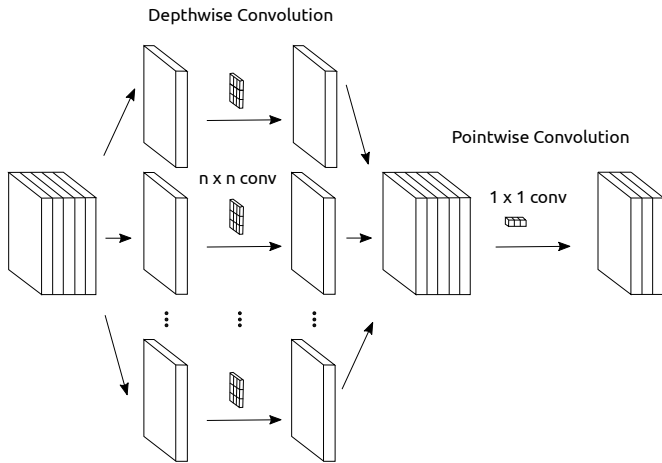 Depthwise Convolution
Pointwise Convolution
n x n conv
1 x 1 conv